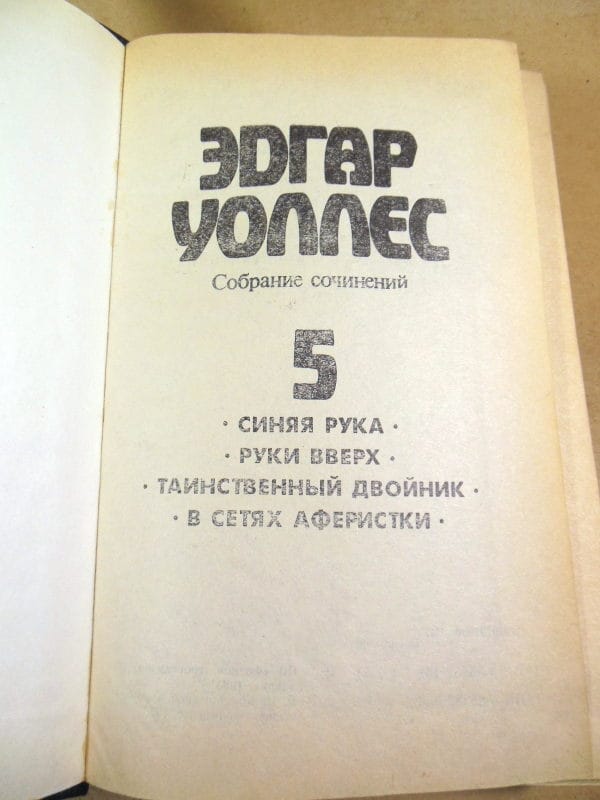 ЭДГАР
УОЛЛЕС
Собрание сочинений
5
· СИНЯЯ РУКА ·
· РУКИ ВВЕРХ ·
· ТАИНСТВЕННЫЙ ДВОЙНИК ·
· В СЕТЯХ АФЕРИСТКИ ·